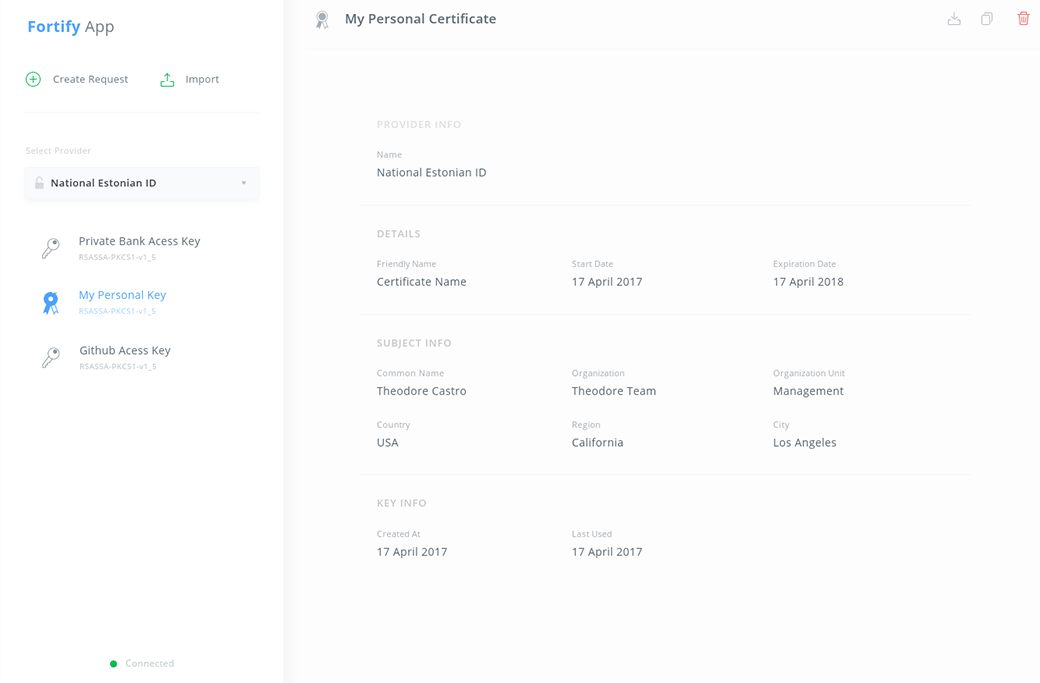 Fortify App
Create Request
Import
Select Provider
National Estonian ID
Private Bank Acess Key
RSASSA-PKCS1-v1_5
My Personal Key
RSASSA-PKCS1-v1_5
Github Acess Key
RSASSA-PKCS1-v1_5
Connected
My Personal Certificate
PROVIDER INFO
Name
National Estonian ID
DETAILS
Friendly Name Start Date Expiration Date
Certificate Name 17 April 2017 17 April 2018
SUBJECT INFO
Common Name Organization Organization Unit
Theodore Castro Theodore Team Management
Country Region City
USA California Los Angeles
KEY INFO
Created At Last Used
17 April 2017 17 April 2017